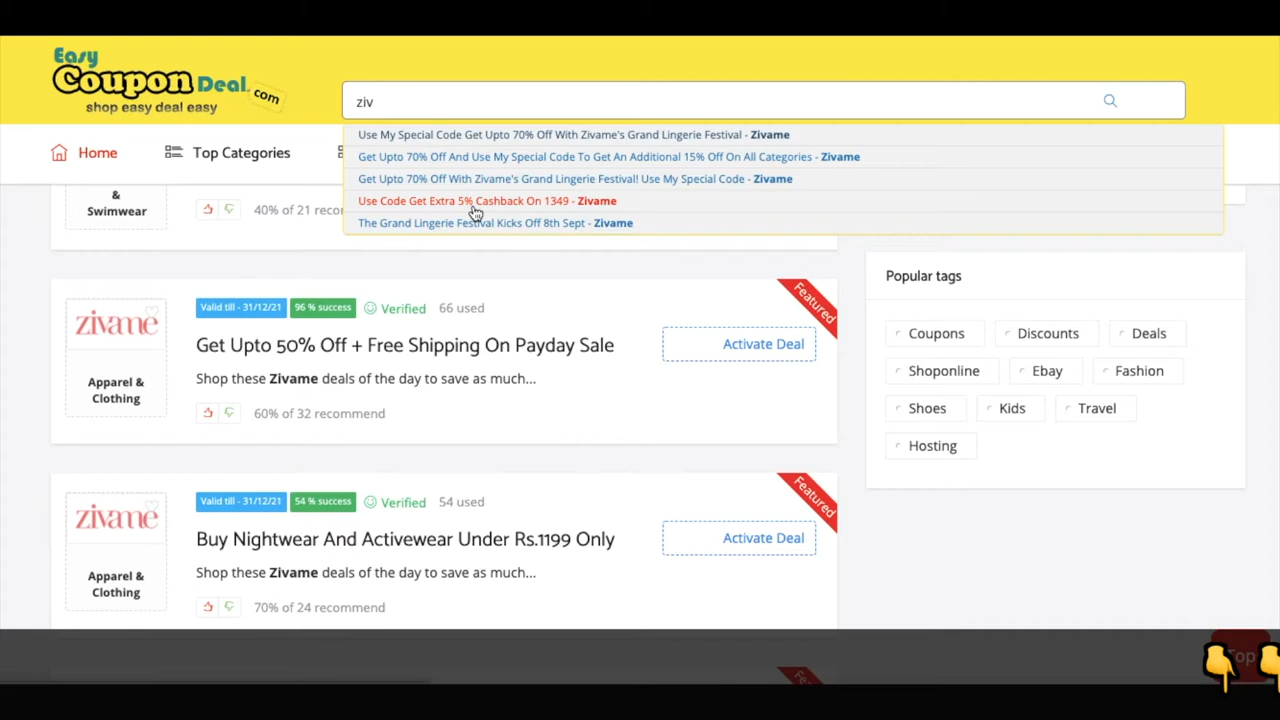 Easy
Coupon Deal.com
shop easy deal easy
ziv
Use My Special Code Get Upto 70% Off With Zivame's Grand Lingerie Festival - Zivame
Get Upto 70% Off And Use My Special Code To Get An Additional 15% Off On All Categories - Zivame
Get Upto 70% Off With Zivame's Grand Lingerie Festival! Use My Special Code - Zivame
Use Code Get Extra 5% Cashback On 1349 - Zivame
The Grand Lingerie Festival Kicks Off 8th Sept - Zivame
Home
Top Categories
&
Swimwear
40% of 21
Popular tags
Coupons
Discounts
Deals
Shoponline
Ebay
Fashion
Shoes
Kids
Travel
Hosting
zivame
Apparel &
Clothing
Valid till - 31/12/21
96 % success
Verified
66 used
Get Upto 50% Off + Free Shipping On Payday Sale
Shop these Zivame deals of the day to save as much...
60% of 32 recommend
Activate Deal
Featured
zivame
Apparel &
Clothing
Valid till - 31/12/21
54 % success
Verified
54 used
Buy Nightwear And Activewear Under Rs.1199 Only
Shop these Zivame deals of the day to save as much...
70% of 24 recommend
Activate Deal
Featured
Top